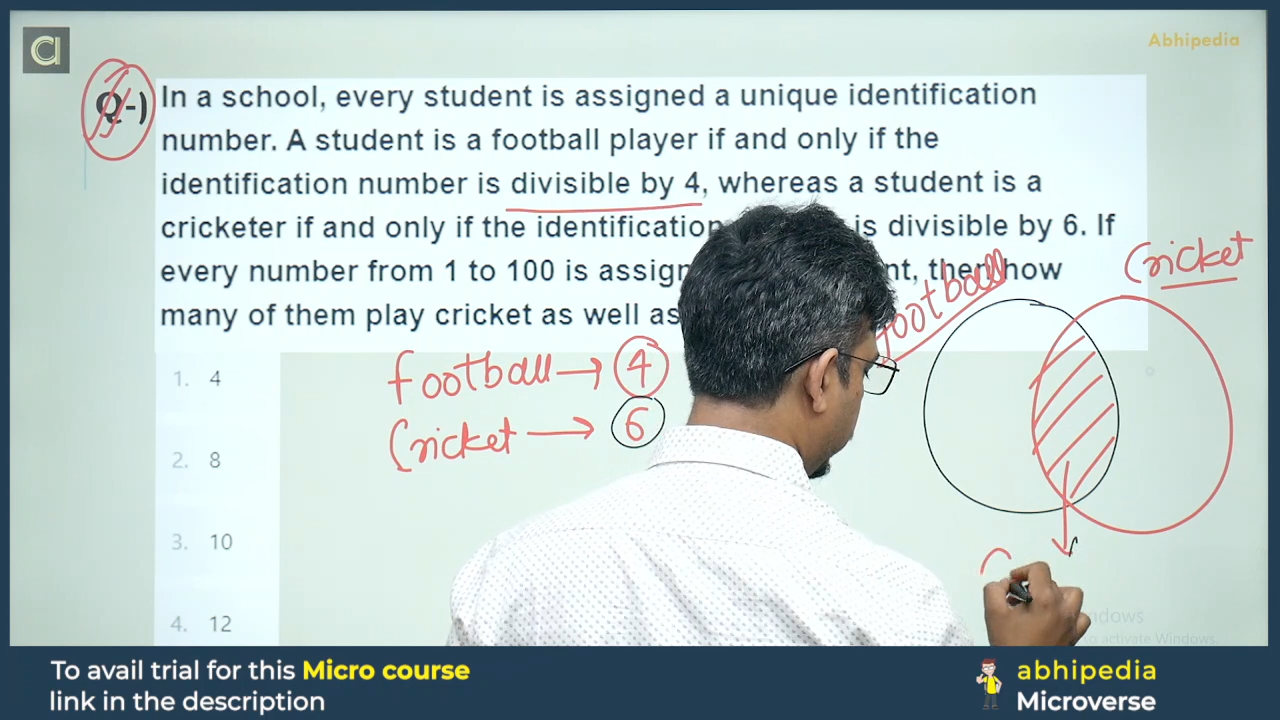 Abhipedia
Q-) In a school, every student is assigned a unique identification
number. A student is a football player if and only if the
identification number is divisible by 4, whereas a student is a
cricketer if and only if the identification is divisible by 6. If
every number from 1 to 100 is how
many of them play cricket as well as
football
Cricket
football → 4
Cricket → 6
1. 4
2. 8
3. 10
4. 12
To avail trial for this Micro course
link in the description
abhipedia
Microverse